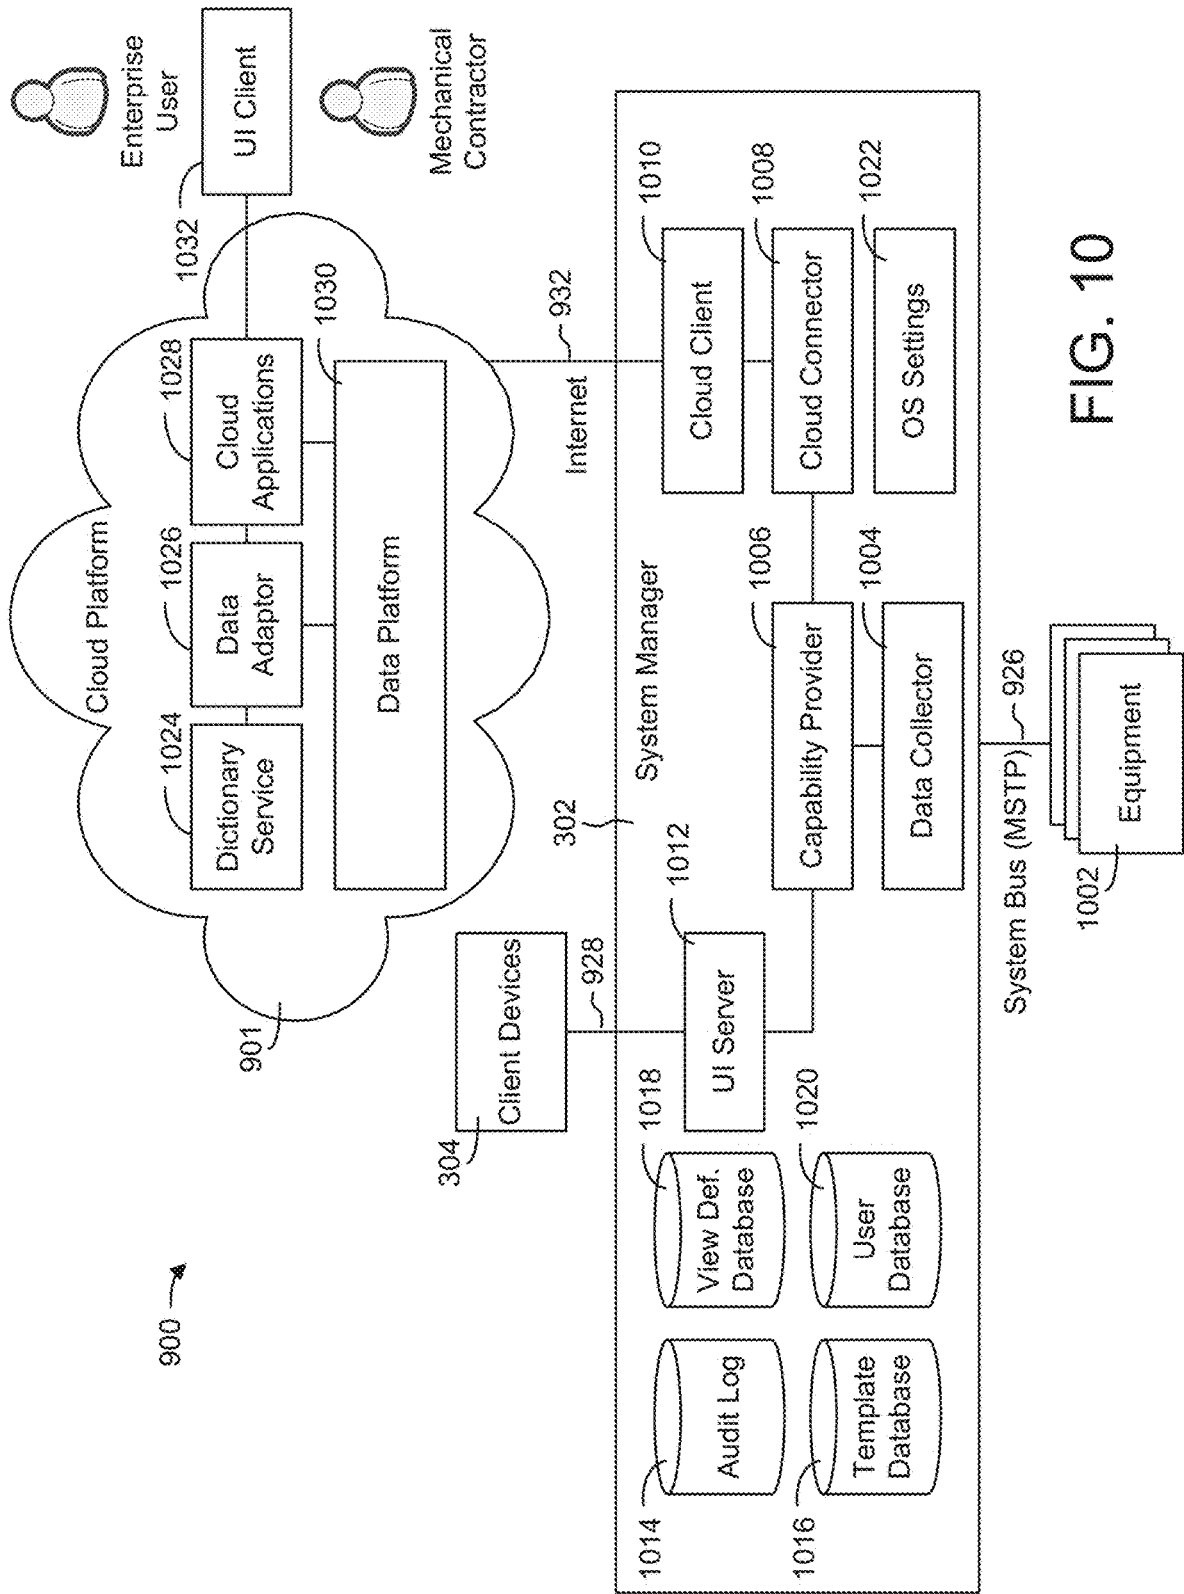 900
901
Cloud Platform
1024
Dictionary
Service
1026
Data
Adaptor
1028
Cloud
Applications
1030
Data Platform
1032
UI Client
Enterprise
User
Mechanical
Contractor
304
Client Devices
928
Internet
932
302
System Manager
1014
Audit Log
1018
View Def.
Database
1016
Template
Database
1020
User
Database
1012
UI Server
1006
Capability Provider
1004
Data Collector
1010
Cloud Client
1008
Cloud Connector
1022
OS Settings
System Bus (MSTP)
926
1002
Equipment
FIG. 10